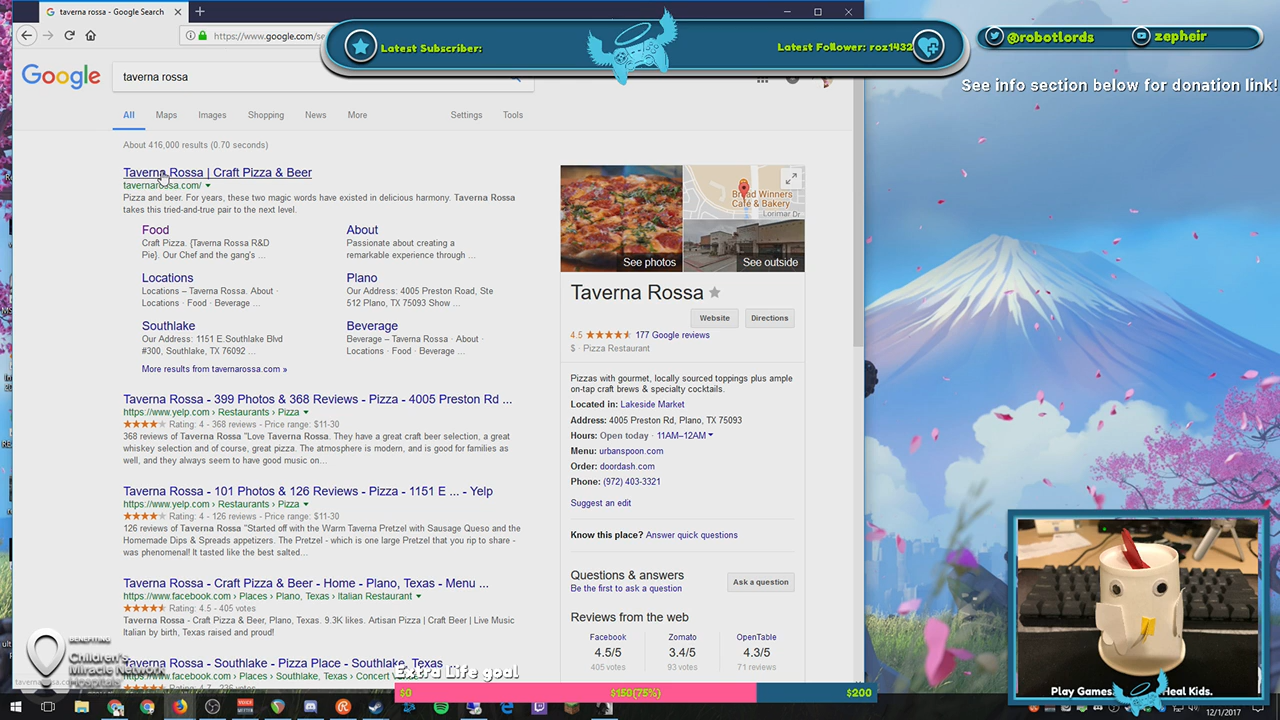 taverna rossa - Google Search
https://www.google.com/se
Latest Subscriber:
Latest Follower: roz1432
@robotlords
zepheir
See info section below for donation link!
Google
taverna rossa
All
Maps
Images
Shopping
News
More
Settings
Tools
About 416,000 results (0.70 seconds)
Taverna Rossa | Craft Pizza & Beer
tavernarossa.com/
Pizza and beer. For years, these two magic words have existed in delicious harmony. Taverna Rossa
takes this tried-and-true pair to the next level.
Food
Craft Pizza. {Taverna Rossa R&D
Pie}. Our Chef and the gang's ...
About
Passionate about creating a
remarkable experience through ...
Locations
Locations – Taverna Rossa. About ·
Locations · Food · Beverage ...
Plano
Our Address: 4005 Preston Road, Ste
512 Plano, TX 75093 Show ...
Southlake
Our Address: 1151 E.Southlake Blvd
#300, Southlake, TX 76092 ...
Beverage
Beverage – Taverna Rossa · About ·
Locations · Food · Beverage ...
More results from tavernarossa.com »
Taverna Rossa - 399 Photos & 368 Reviews - Pizza - 4005 Preston Rd ...
https://www.yelp.com › Restaurants › Pizza
Rating: 4 - 368 reviews - Price range: $11-30
368 reviews of Taverna Rossa "Love Taverna Rossa. They have a great craft beer selection, a great
whiskey selection and of course, great pizza. The atmosphere is modern, and is good for families as
well, and they always seem to have good music on...
Taverna Rossa - 101 Photos & 126 Reviews - Pizza - 1151 E ... - Yelp
https://www.yelp.com › Restaurants › Pizza
Rating: 4 - 126 reviews - Price range: $11-30
126 reviews of Taverna Rossa "Started off with the Warm Taverna Pretzel with Sausage Queso and the
Homemade Dips & Spreads appetizers. The Pretzel - which is one large Pretzel that you rip to share -
was phenomenal! It tasted like the best salted...
Taverna Rossa - Craft Pizza & Beer - Home - Plano, Texas - Menu ...
https://www.facebook.com › Places › Plano, Texas › Italian Restaurant
Rating: 4.5 - 405 votes
Taverna Rossa - Craft Pizza & Beer, Plano, Texas. 9.3K likes. Artisan Pizza | Craft Beer | Live Music
Italian by birth, Texas raised and proud!
Taverna Rossa - Southlake - Pizza Place - Southlake, Texas
https://www.facebook.com › Places › Southlake, Texas › Concert
Bread Winners
Café & Bakery
Lorimar Dr
See photos
See outside
Taverna Rossa
Website
Directions
4.5
177 Google reviews
$ · Pizza Restaurant
Pizzas with gourmet, locally sourced toppings plus ample
on-tap craft brews & specialty cocktails.
Located in: Lakeside Market
Address: 4005 Preston Rd, Plano, TX 75093
Hours: Open today · 11AM–12AM
Menu: urbanspoon.com
Order: doordash.com
Phone: (972) 403-3321
Suggest an edit
Know this place? Answer quick questions
Questions & answers
Be the first to ask a question
Ask a question
Reviews from the web
Facebook
4.5/5
405 votes
Zomato
3.4/5
93 votes
OpenTable
4.3/5
71 reviews
BENEFITING
Children's
Miracle Network
Extra Life goal
$0
$150(75%)
$200
Play Games. Heal Kids.
12/1/2017